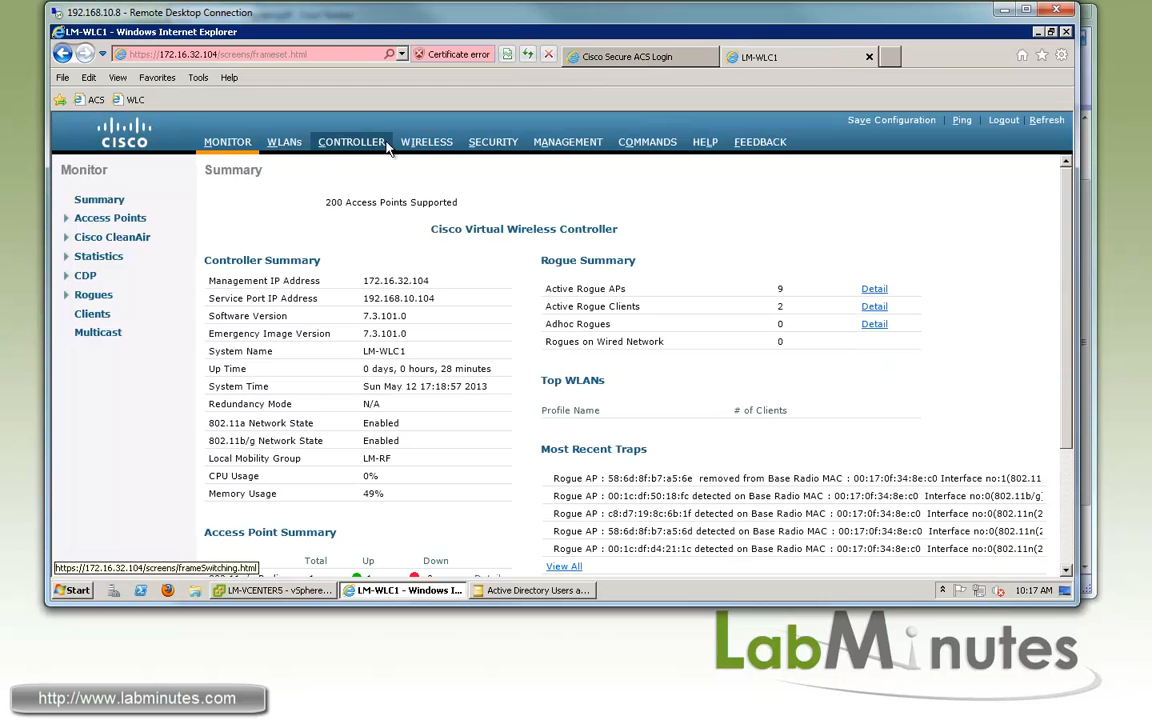 192.168.10.8 - Remote Desktop Connection
LM-WLC1 - Windows Internet Explorer
https://172.16.32.104/screens/frameset.html
Certificate error
Cisco Secure ACS Login
LM-WLC1
File Edit View Favorites Tools Help
ACS WLC
Save Configuration Ping Logout Refresh
CISCO
MONITOR WLANs CONTROLLER WIRELESS SECURITY MANAGEMENT COMMANDS HELP FEEDBACK
Monitor
Summary
Access Points
Cisco CleanAir
Statistics
CDP
Rogues
Clients
Multicast
Summary
200 Access Points Supported
Cisco Virtual Wireless Controller
Controller Summary
Management IP Address 172.16.32.104
Service Port IP Address 192.168.10.104
Software Version 7.3.101.0
Emergency Image Version 7.3.101.0
System Name LM-WLC1
Up Time 0 days, 0 hours, 28 minutes
System Time Sun May 12 17:18:57 2013
Redundancy Mode N/A
802.11a Network State Enabled
802.11b/g Network State Enabled
Local Mobility Group LM-RF
CPU Usage 0%
Memory Usage 49%
Access Point Summary
Total Up Down
Rogue Summary
Active Rogue APs 9 Detail
Active Rogue Clients 2 Detail
Adhoc Rogues 0 Detail
Rogues on Wired Network 0
Top WLANs
Profile Name # of Clients
Most Recent Traps
Rogue AP : 58:6d:8f:b7:a5:6e removed from Base Radio MAC : 00:17:0f:34:8e:c0 Interface no:1(802.11
Rogue AP : 00:1c:df:50:18:fc detected on Base Radio MAC : 00:17:0f:34:8e:c0 Interface no:0(802.11b/g)
Rogue AP : c8:d7:19:8c:6b:1f detected on Base Radio MAC : 00:17:0f:34:8e:c0 Interface no:0(802.11n(2
Rogue AP : 58:6d:8f:b7:a5:6d detected on Base Radio MAC : 00:17:0f:34:8e:c0 Interface no:0(802.11n(2
Rogue AP : 00:1c:df:d4:21:1c detected on Base Radio MAC : 00:17:0f:34:8e:c0 Interface no:0(802.11n(2
View All
https://172.16.32.104/screens/frameSwitching.html
Start
LM-VCENTER5 - vSphere...
LM-WLC1 - Windows I...
Active Directory Users a...
10:17 AM
LabMinutes
http://www.labminutes.com